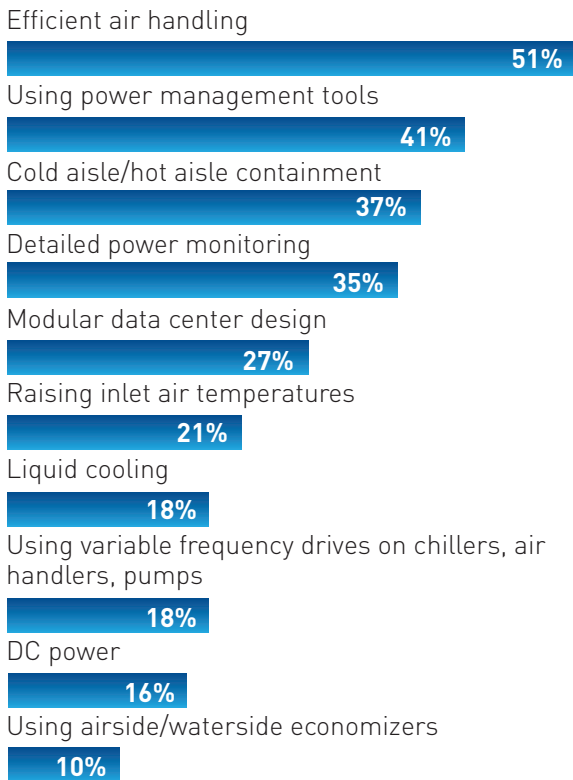 Efficient air handling
51%
Using power management tools
41%
Cold aisle/hot aisle containment
37%
Detailed power monitoring
35%
Modular data center design
27%
Raising inlet air temperatures
21%
Liquid cooling
18%
Using variable frequency drives on chillers, air
handlers, pumps
18%
DC power
16%
Using airside/waterside economizers
10%